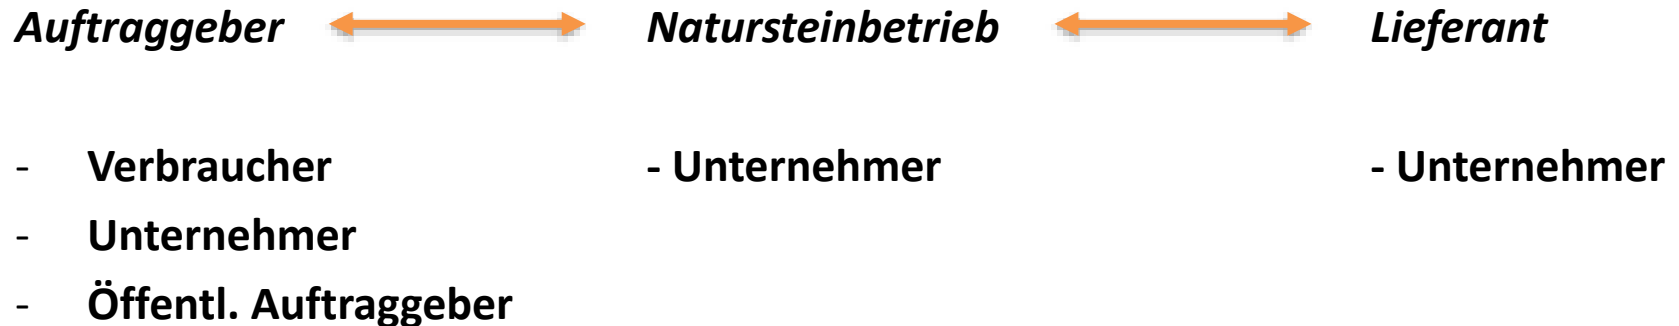 Auftraggeber Natursteinbetrieb Lieferant
- Verbraucher - Unternehmer - Unternehmer
- Unternehmer
- Öffentl. Auftraggeber